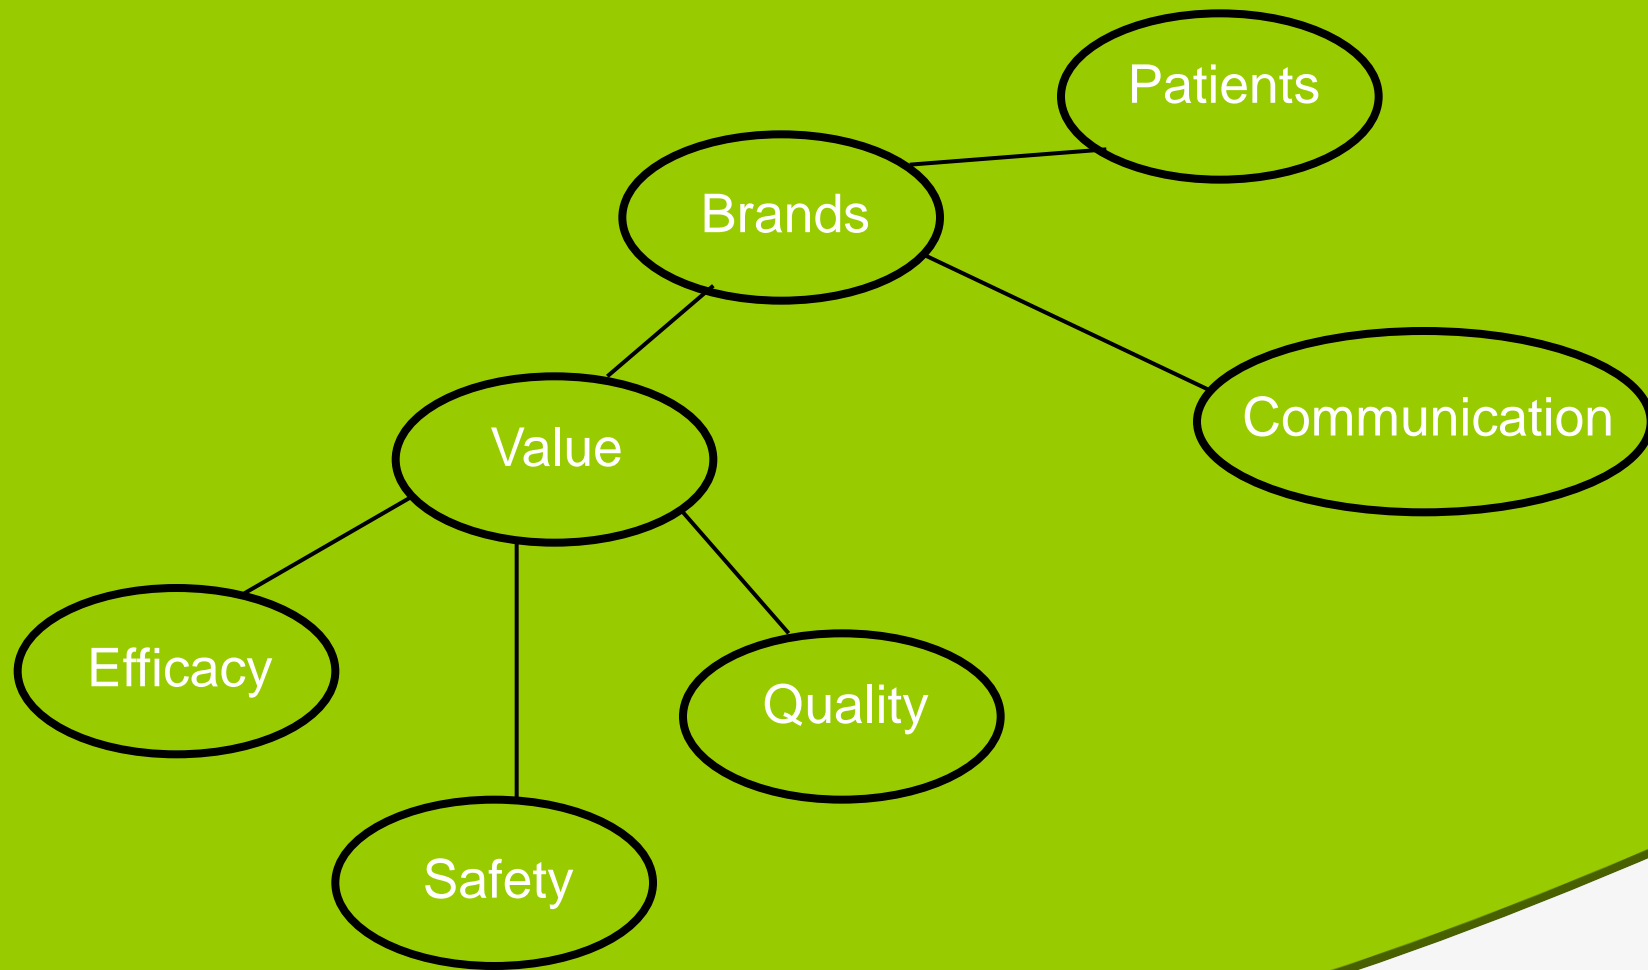 Patients
Brands
Communication
Value
Efficacy
Quality
Safety